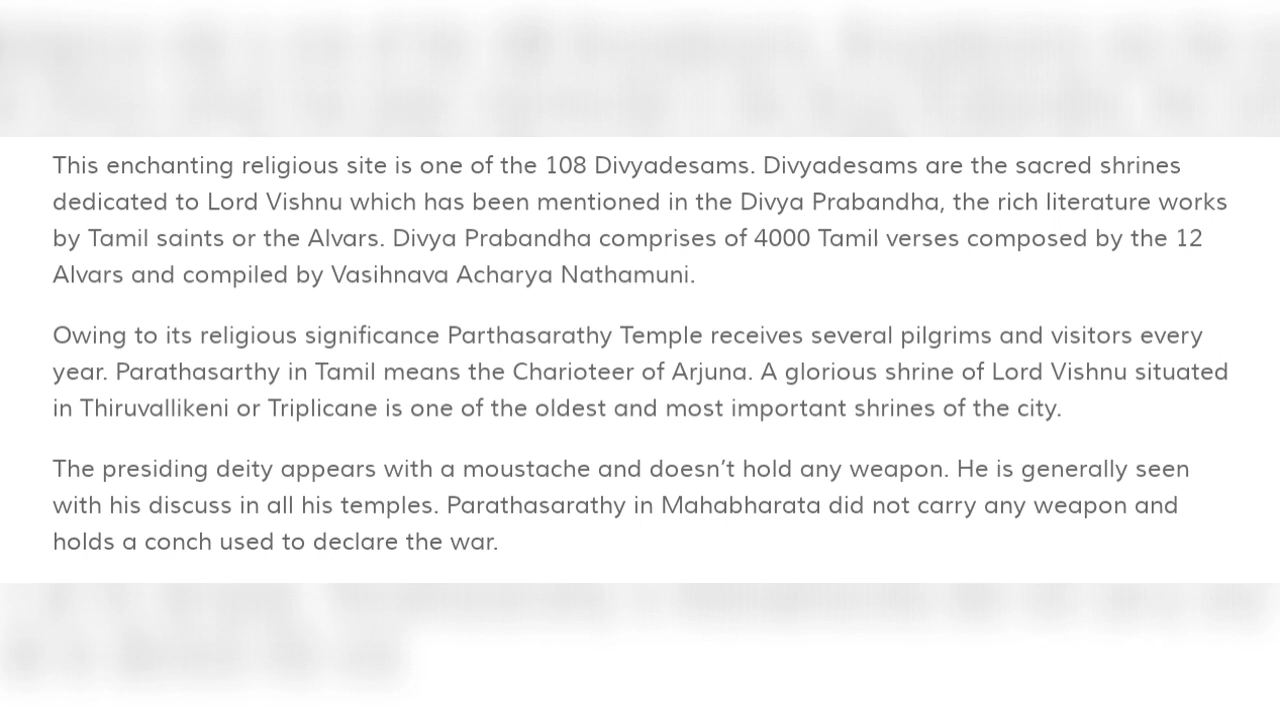 This enchanting religious site is one of the 108 Divyadesams. Divyadesams are the sacred shrines
dedicated to Lord Vishnu which has been mentioned in the Divya Prabandha, the rich literature works
by Tamil saints or the Alvars. Divya Prabandha comprises of 4000 Tamil verses composed by the 12
Alvars and compiled by Vasihnava Acharya Nathamuni.
Owing to its religious significance Parthasarathy Temple receives several pilgrims and visitors every
year. Parathasarthy in Tamil means the Charioteer of Arjuna. A glorious shrine of Lord Vishnu situated
in Thiruvallikeni or Triplicane is one of the oldest and most important shrines of the city.
The presiding deity appears with a moustache and doesn’t hold any weapon. He is generally seen
with his discuss in all his temples. Parathasarathy in Mahabharata did not carry any weapon and
holds a conch used to declare the war.